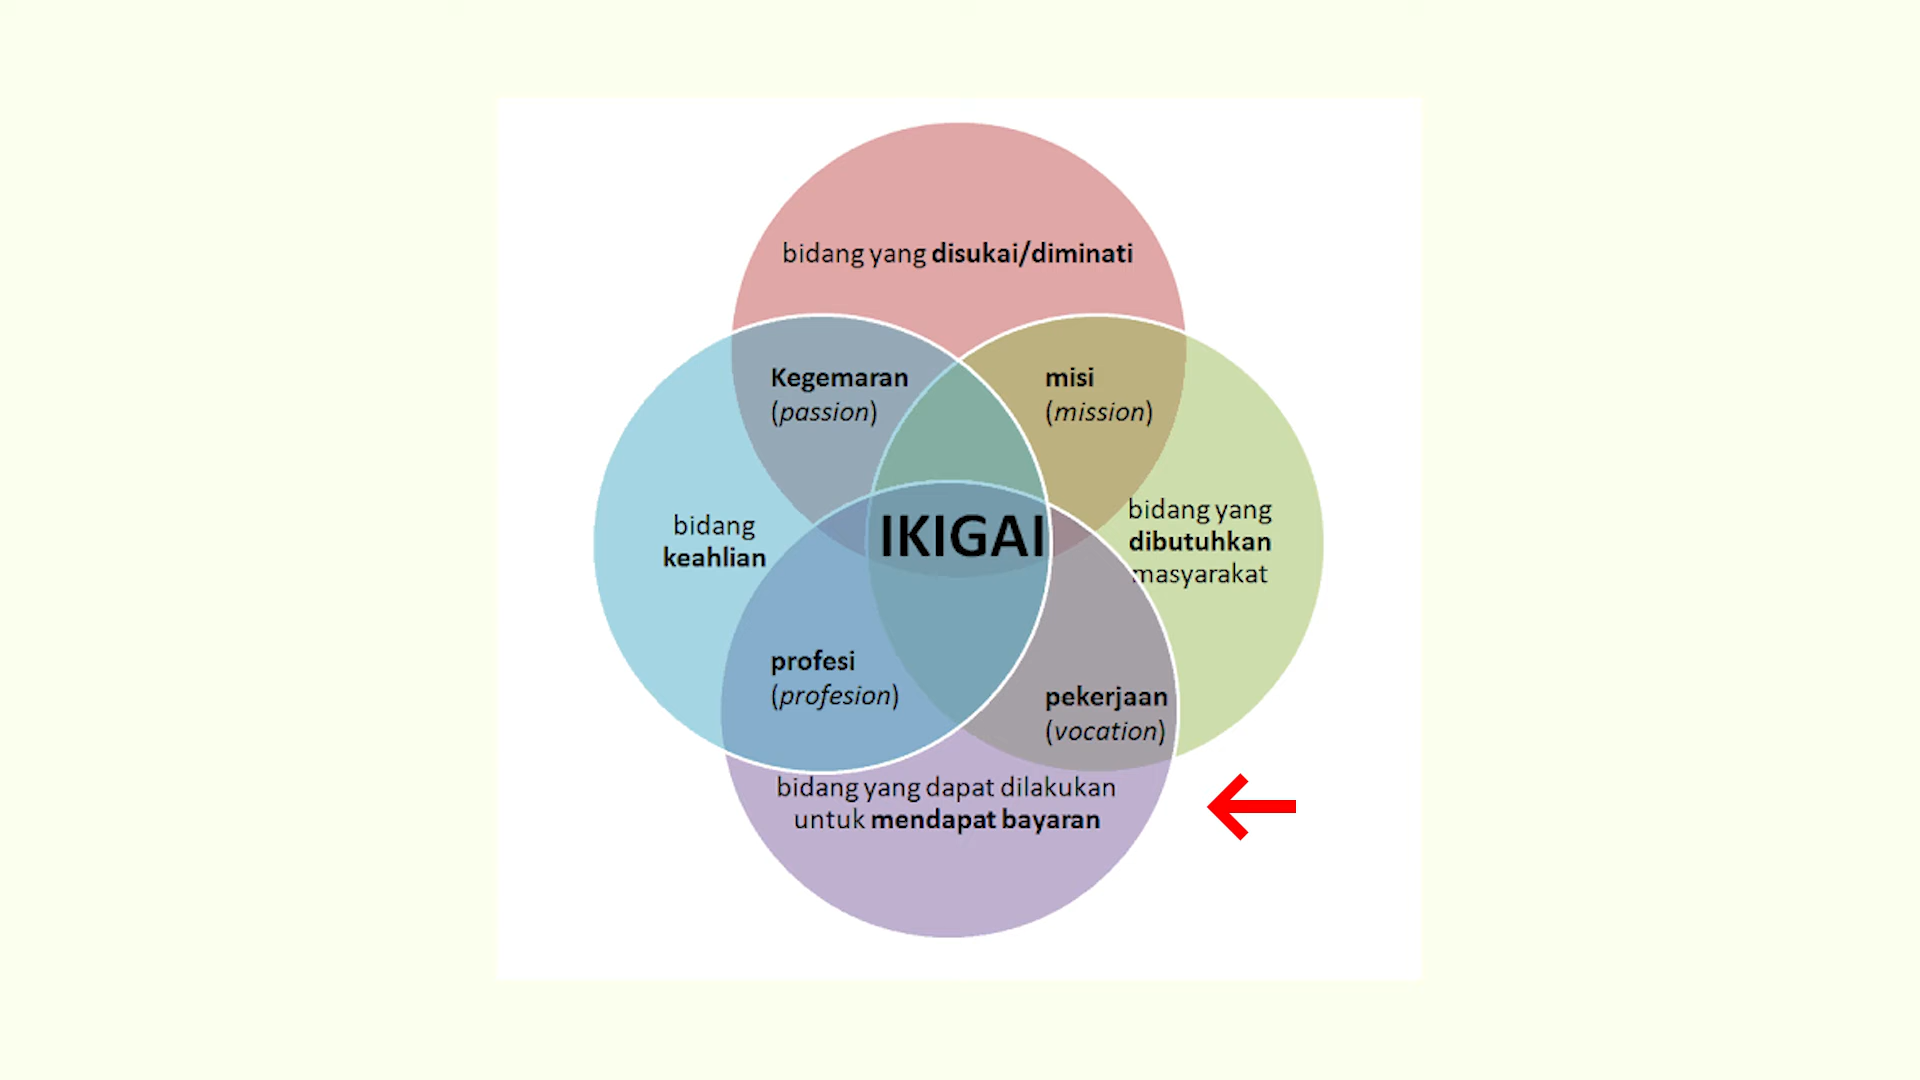 bidang yang disukai/diminati
Kegemaran
(passion)
misi
(mission)
bidang
keahlian
IKIGAI
bidang yang
dibutuhkan
masyarakat
profesi
(profesion)
pekerjaan
(vocation)
bidang yang dapat dilakukan
untuk mendapat bayaran